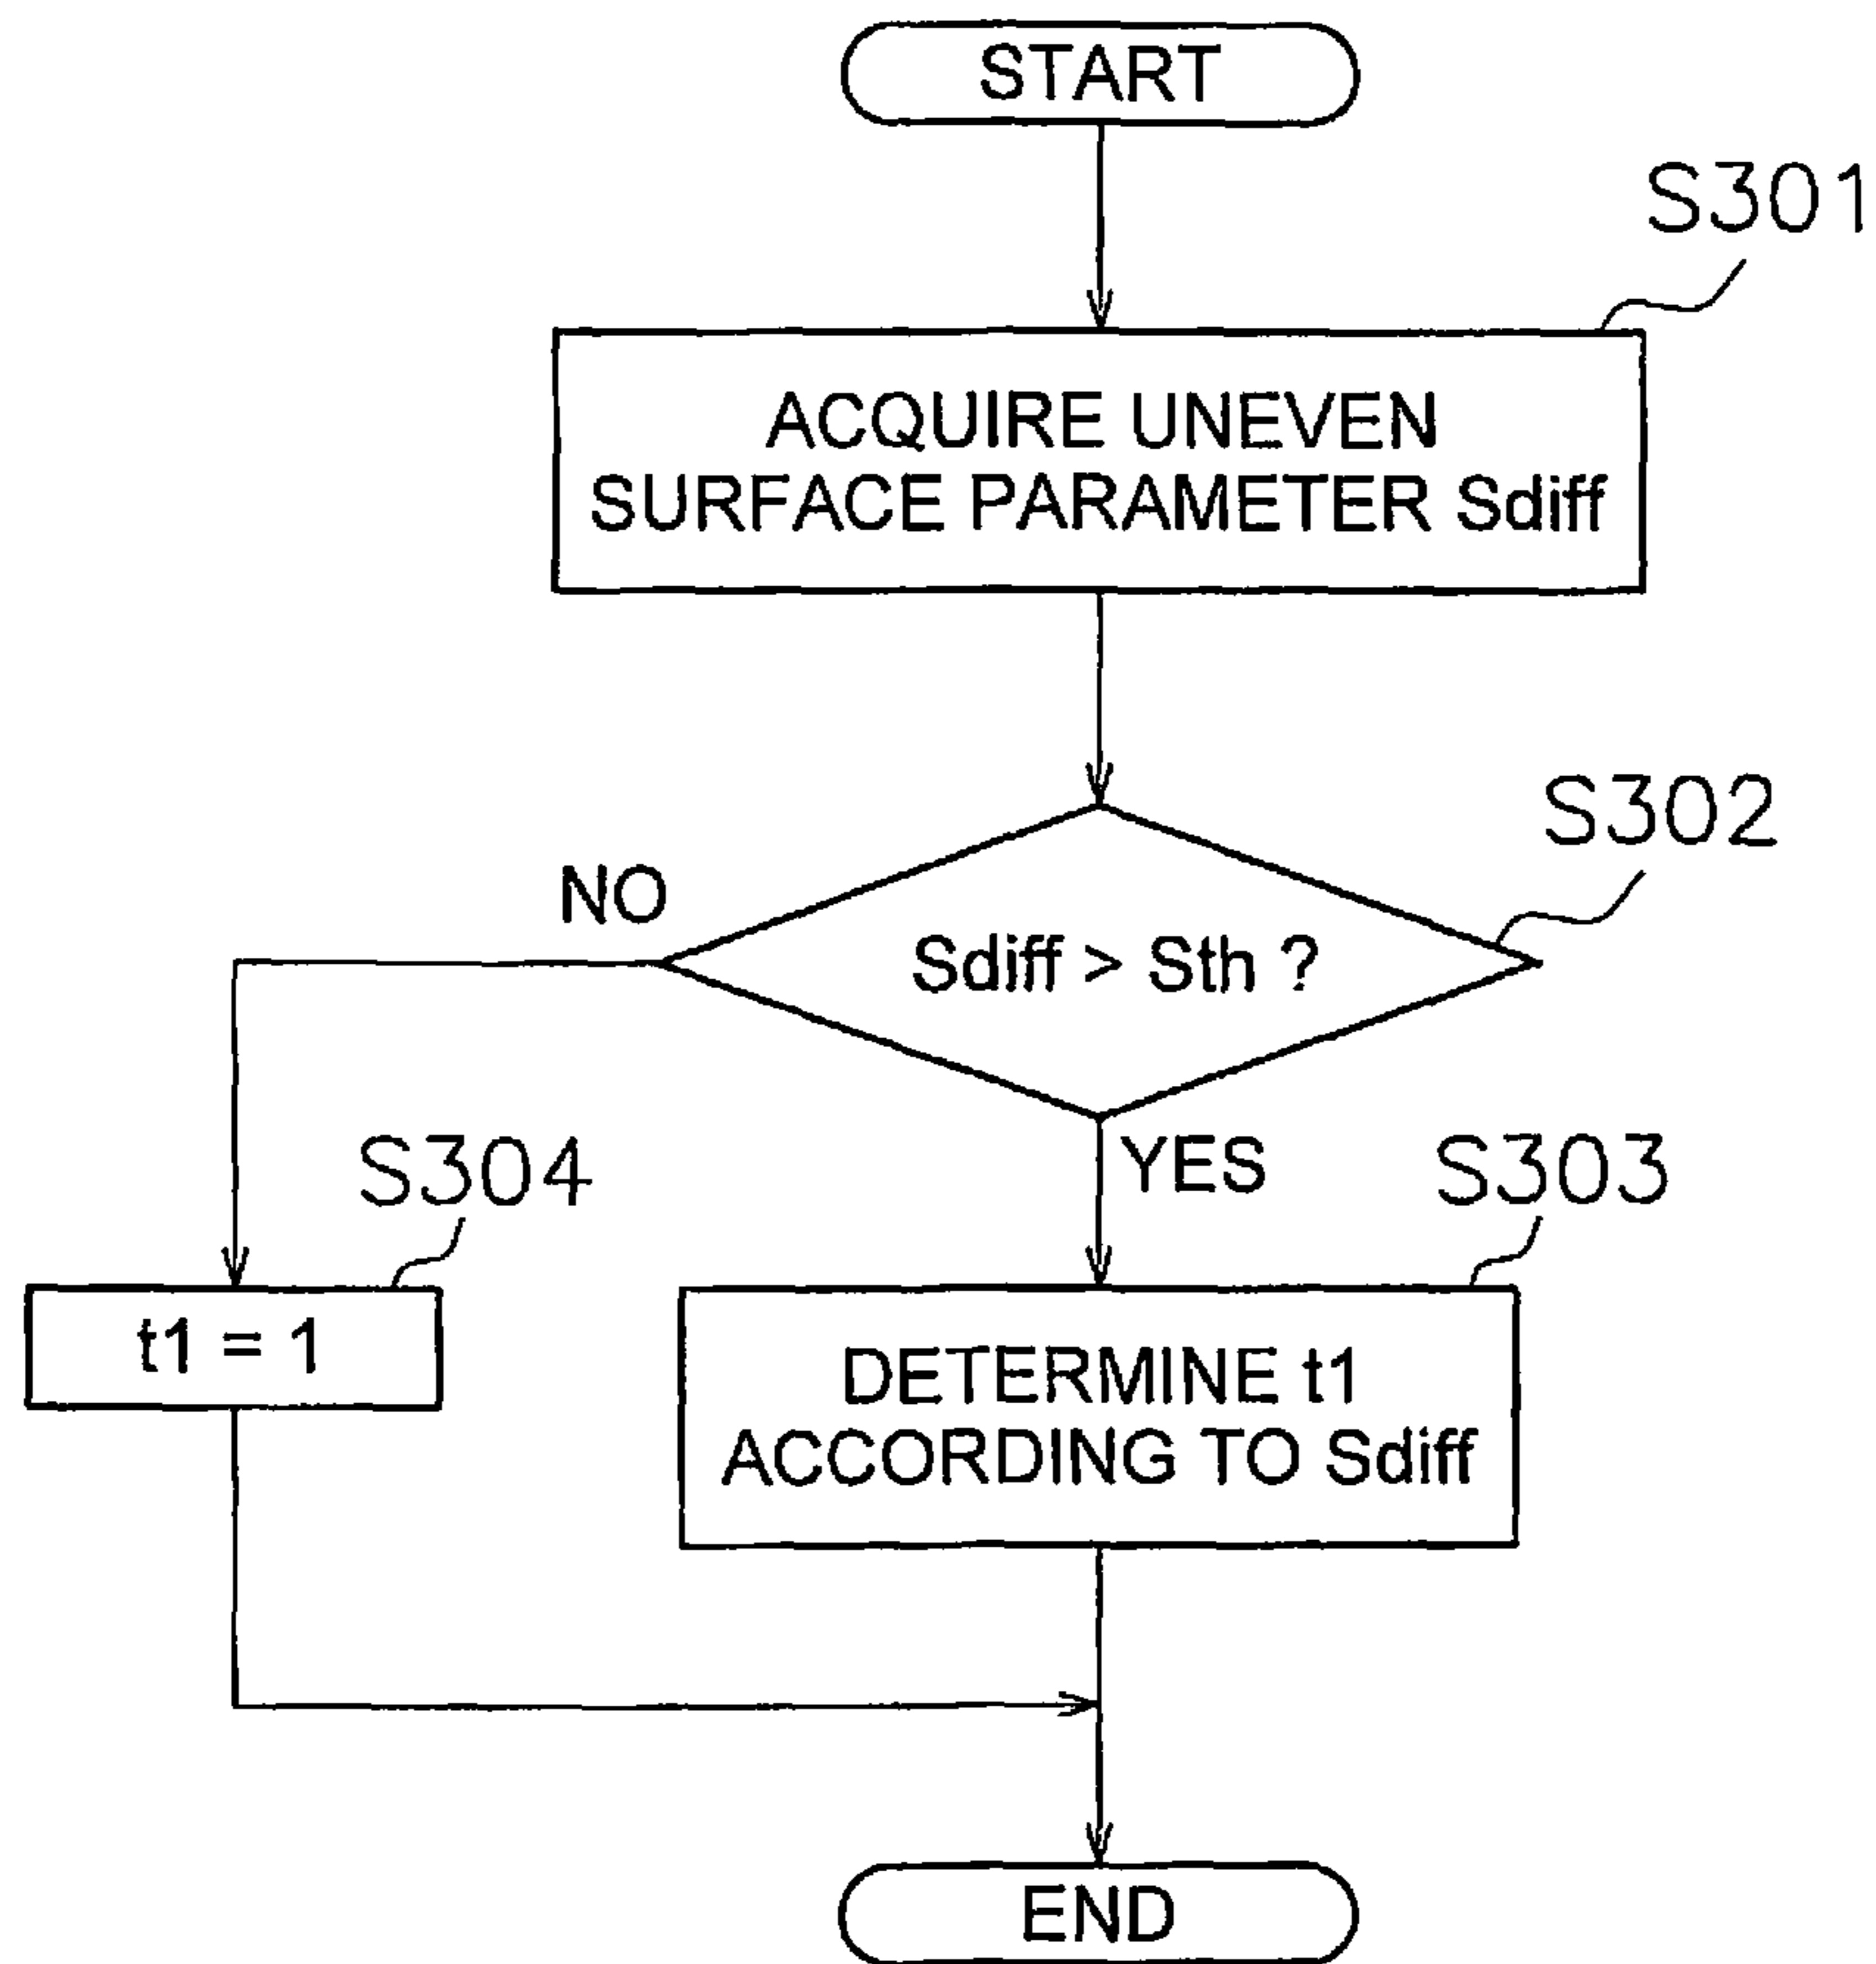 START
S301
ACQUIRE UNEVEN
SURFACE PARAMETER Sdiff
S302
NO
Sdiff > Sth ?
YES
S304
S303
t1 = 1
DETERMINE t1
ACCORDING TO Sdiff
END